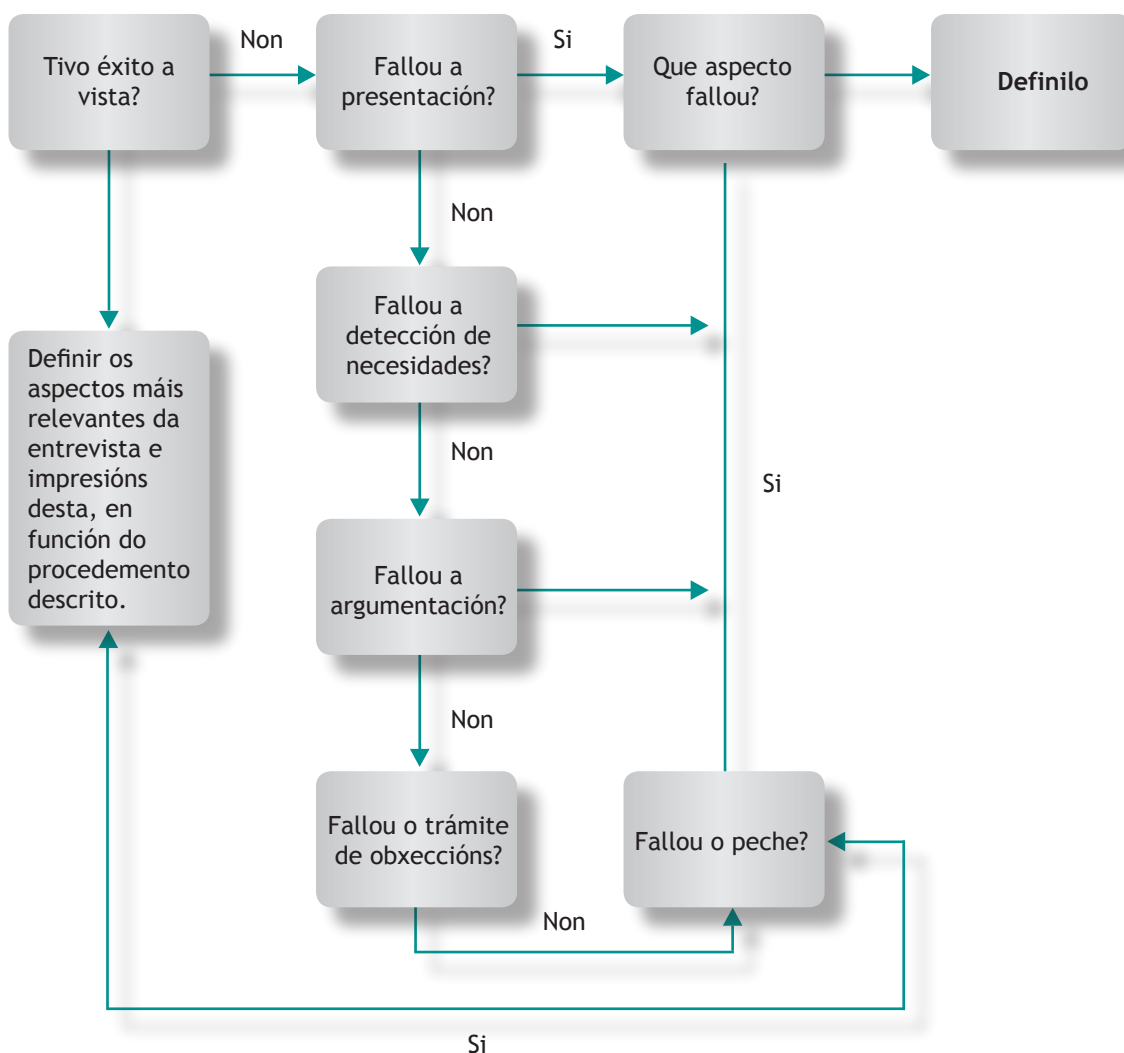 Tivo éxito a
vista?
Non
Fallou a
presentación?
Si
Que aspecto
fallou?
Definilo
Non
Fallou a
detección de
necesidades?
Definir os
aspectos máis
relevantes da
entrevista e
impresións
desta, en
función do
procedemento
descrito.
Non
Si
Fallou a
argumentación?
Non
Fallou o trámite
de obxeccións?
Fallou o peche?
Non
Si